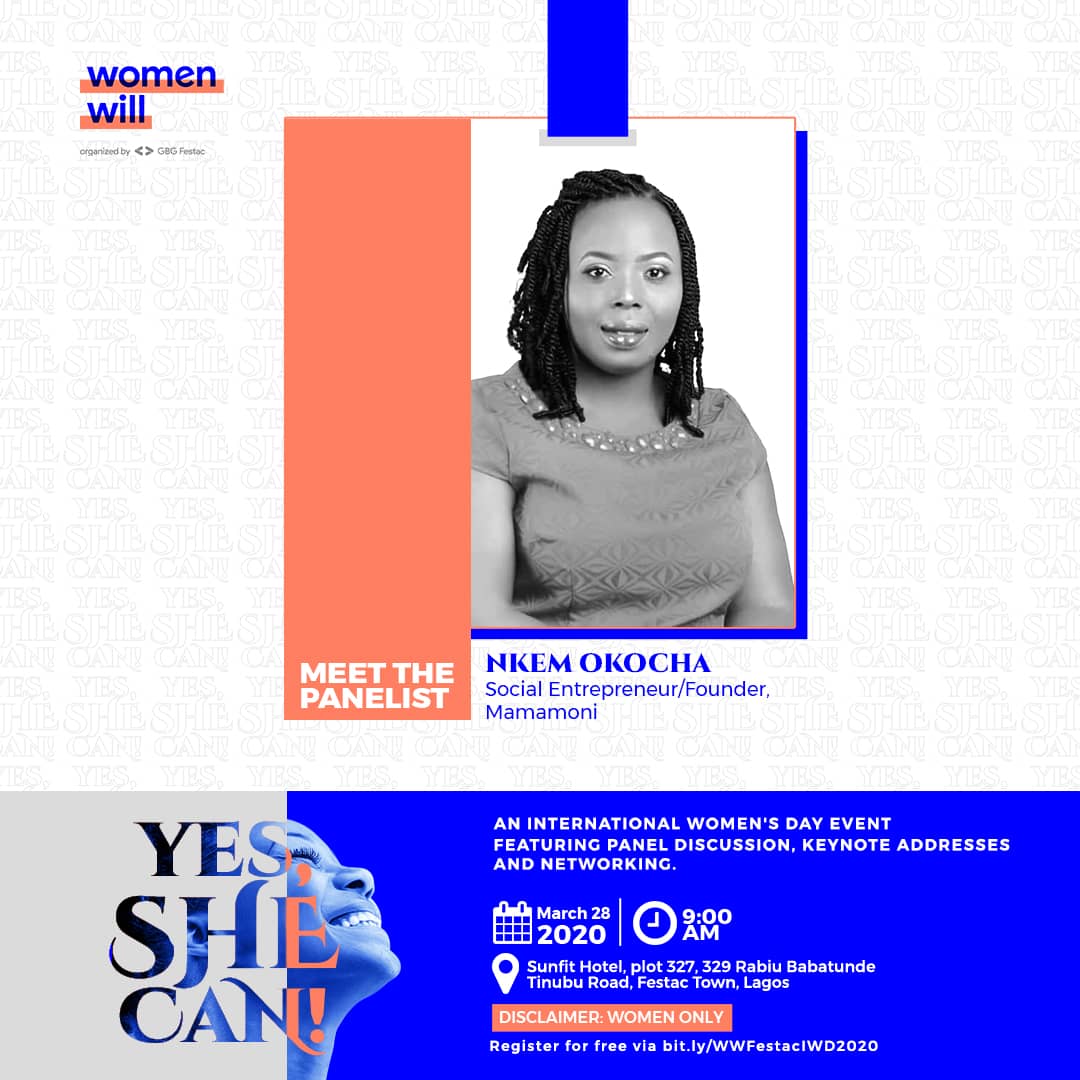 women
will
organized by <> GBG Festac
MEET THE
PANELIST
NKEM OKOCHA
Social Entrepreneur/Founder,
Mamamoni
YES,
SHE
CAN!
AN INTERNATIONAL WOMEN'S DAY EVENT
FEATURING PANEL DISCUSSION, KEYNOTE ADDRESSES
AND NETWORKING.
March 28
2020
9:00
AM
Sunfit Hotel, plot 327, 329 Rabiu Babatunde
Tinubu Road, Festac Town, Lagos
DISCLAIMER: WOMEN ONLY
Register for free via bit.ly/WWFestacIWD2020